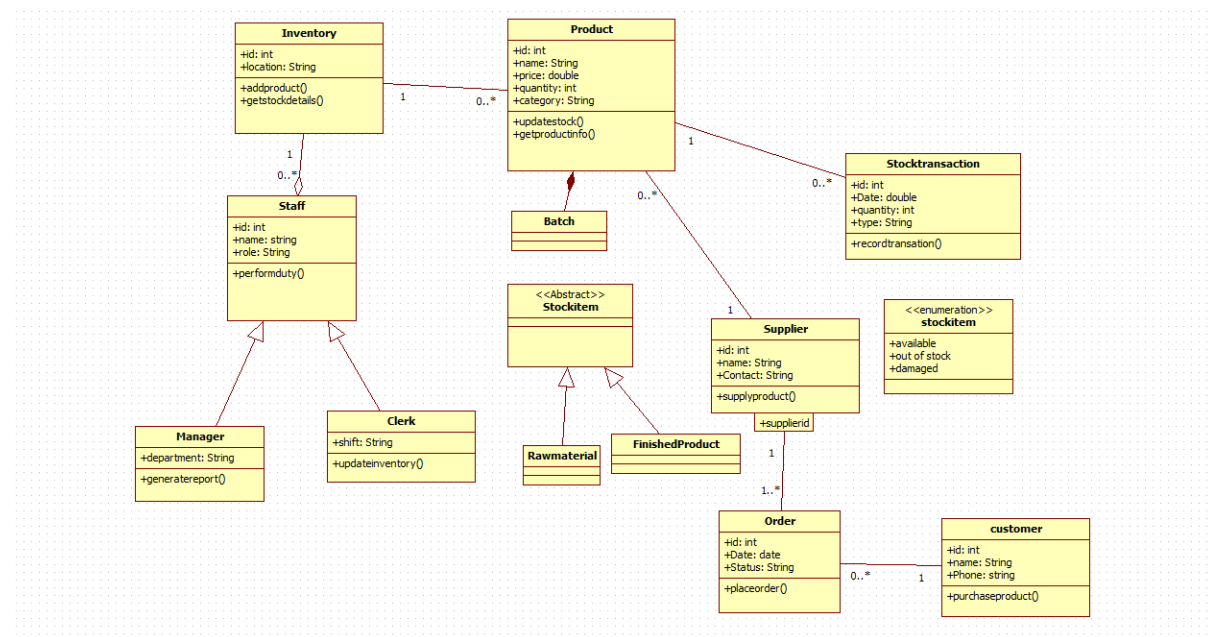 Inventory
+id: int
+location: String
+addproduct()
+getstockdetails()
1
0..*
Product
+id: int
+name: String
+price: double
+quantity: int
+category: String
+updatestock()
+getproductinfo()
1
0..*
Stocktransaction
+id: int
+Date: double
+quantity: int
+type: String
+recordtransation()
1
0..*
Staff
+id: int
+name: string
+role: String
+performduty()
Batch
0..*
1
<<Abstract>>
Stockitem
Supplier
+id: int
+name: String
+Contact: String
+supplyproduct()
+supplierid
<<enumeration>>
stockitem
+available
+out of stock
+damaged
Manager
+department: String
+generatereport()
Clerk
+shift: String
+updateinventory()
Rawmaterial
FinishedProduct
1
1..*
Order
+id: int
+Date: date
+Status: String
+placeorder()
0..*
1
customer
+id: int
+name: String
+Phone: string
+purchaseproduct()